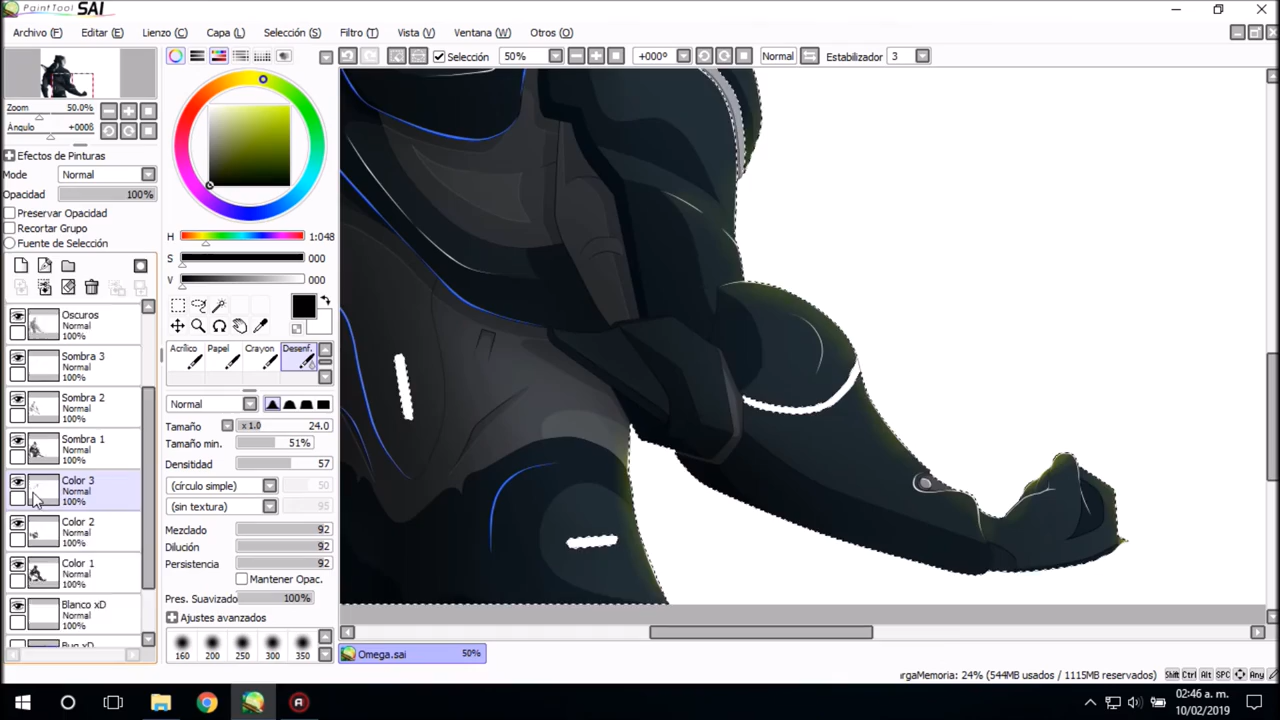 PaintTool SAI
Archivo (F) Editar (E) Lienzo (C) Capa (L) Selección (S) Filtro (T) Vista (V) Ventana (W) Otros (O)
Selección 50% +000º Normal Estabilizador 3
Zoom 50.0%
Ángulo +000ß
Efectos de Pinturas
Mode Normal
Opacidad 100%
Preservar Opacidad
Recortar Grupo
Fuente de Selección
Oscuros
Normal
100%
Sombra 3
Normal
100%
Sombra 2
Normal
100%
Sombra 1
Normal
100%
Color 3
Normal
100%
Color 2
Normal
100%
Color 1
Normal
100%
Blanco xD
Normal
100%
H 1:048
S 000
V 000
Acrílico Papel Crayon Desenf.
Normal
Tamaño x 1.0 24.0
Tamaño min. 51%
Densitidad 57
(círculo simple) 50
(sin textura) 95
Mezclado 92
Dilución 92
Persistencia 92
Mantener Opac.
Pres. Suavizado 100%
Ajustes avanzados
160 200 250 300 350
Omega.sai 50%
ırgaMemoria: 24% (544MB usados / 1115MB reservados) Shift Ctrl Alt SPC Any
02:46 a. m.
10/02/2019